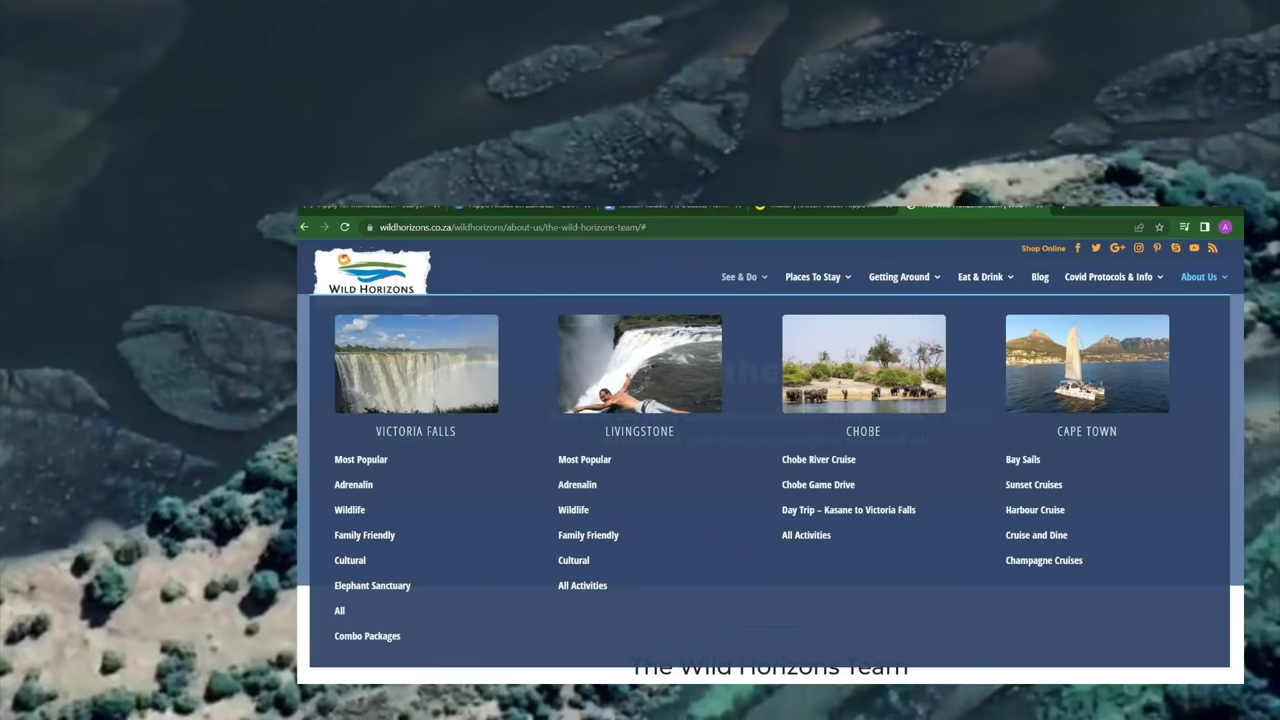 wildhorizons.co.za/wildhorizons/about-us/the-wild-horizons-team/#
A
Shop Online
WILD HORIZONS
See & Do
Places To Stay
Getting Around
Eat & Drink
Blog
Covid Protocols & Info
About Us
VICTORIA FALLS
Most Popular
Adrenalin
Wildlife
Family Friendly
Cultural
Elephant Sanctuary
All
Combo Packages
LIVINGSTONE
Most Popular
Adrenalin
Wildlife
Family Friendly
Cultural
All Activities
CHOBE
Chobe River Cruise
Chobe Game Drive
Day Trip – Kasane to Victoria Falls
All Activities
CAPE TOWN
Bay Sails
Sunset Cruises
Harbour Cruise
Cruise and Dine
Champagne Cruises
The Wild Horizons Team